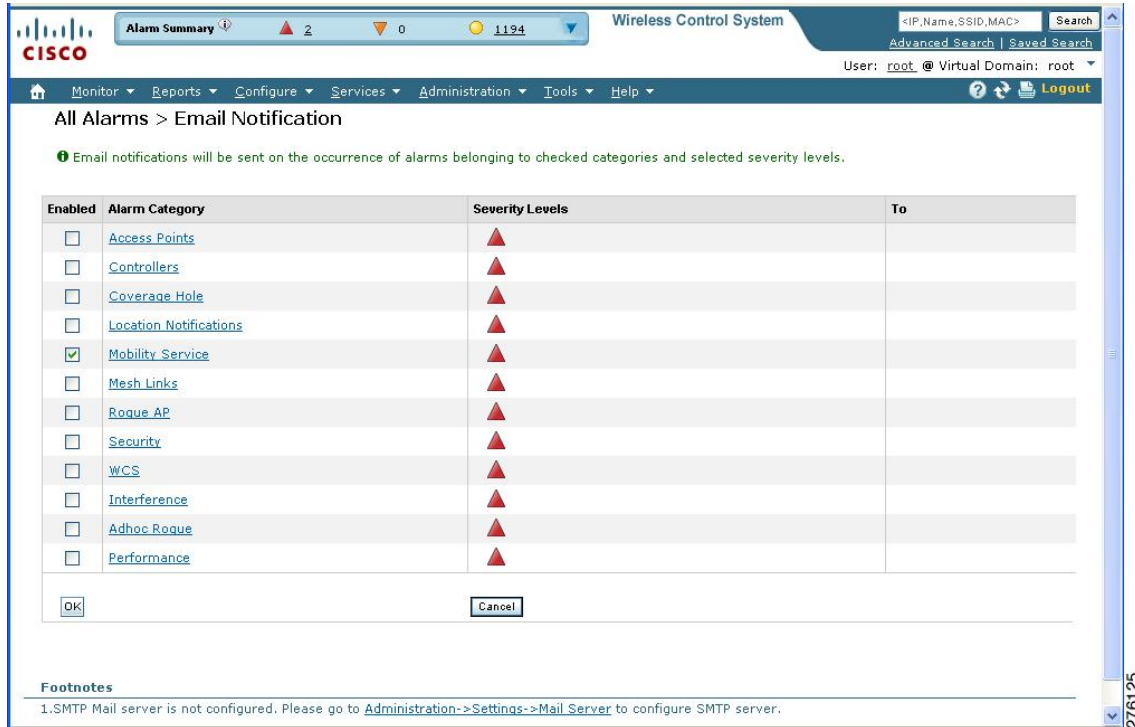 Alarm Summary 2 0 1194 Wireless Control System <IP,Name,SSID,MAC> Search
Advanced Search | Saved Search
CISCO
User: root @ Virtual Domain: root
Monitor Reports Configure Services Administration Tools Help Logout
All Alarms > Email Notification
Email notifications will be sent on the occurrence of alarms belonging to checked categories and selected severity levels.
Enabled Alarm Category Severity Levels To
Access Points
Controllers
Coverage Hole
Location Notifications
Mobility Service
Mesh Links
Rogue AP
Security
WCS
Interference
Adhoc Rogue
Performance
OK Cancel
Footnotes
1.SMTP Mail server is not configured. Please go to Administration->Settings->Mail Server to configure SMTP server.
276125